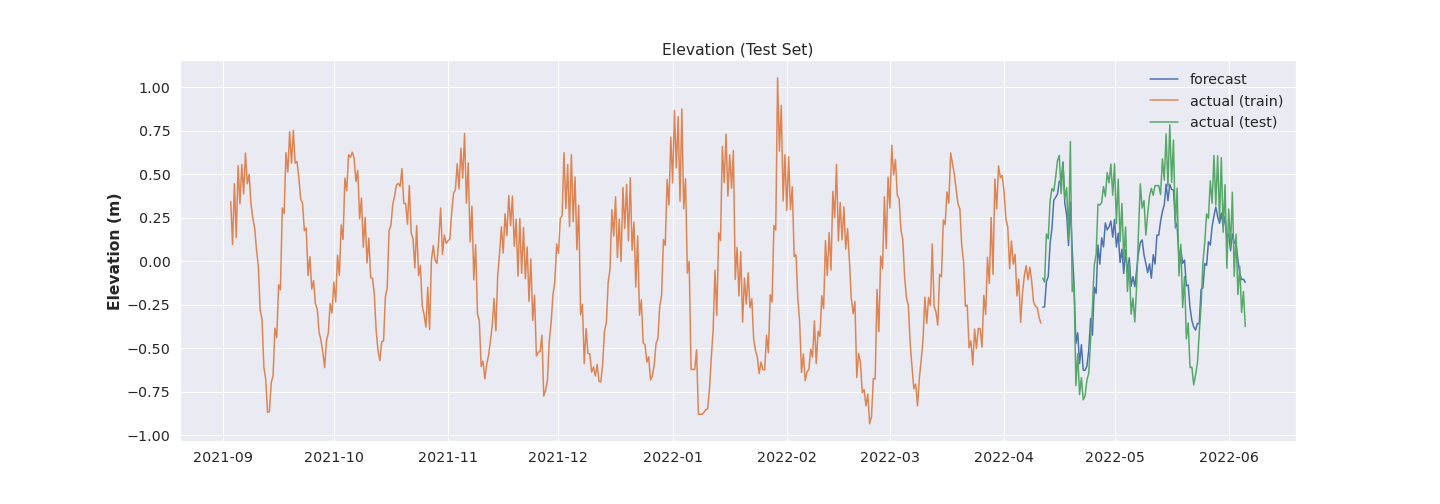 Elevation (Test Set)
forecast
actual (train)
actual (test)
Elevation (m)
1.00
0.75
0.50
0.25
0.00
−0.25
−0.50
−0.75
−1.00
2021-09 2021-10 2021-11 2021-12 2022-01 2022-02 2022-03 2022-04 2022-05 2022-06